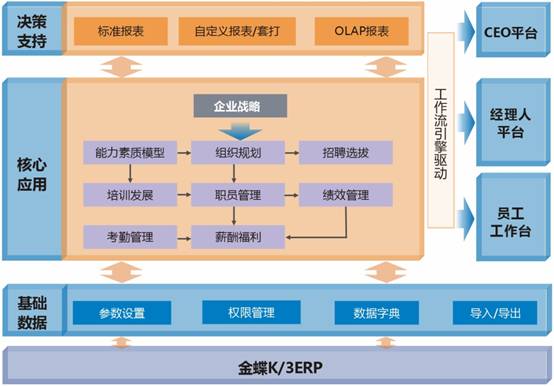 决策
支持
标准报表
自定义报表/套打
OLAP报表
CEO平台
核心
应用
企业战略
能力素质模型
组织规划
招聘选拔
培训发展
职员管理
绩效管理
考勤管理
薪酬福利
工作流引擎驱动
经理人
平台
员工
工作台
基础
数据
参数设置
权限管理
数据字典
导入/导出
金蝶K/3ERP